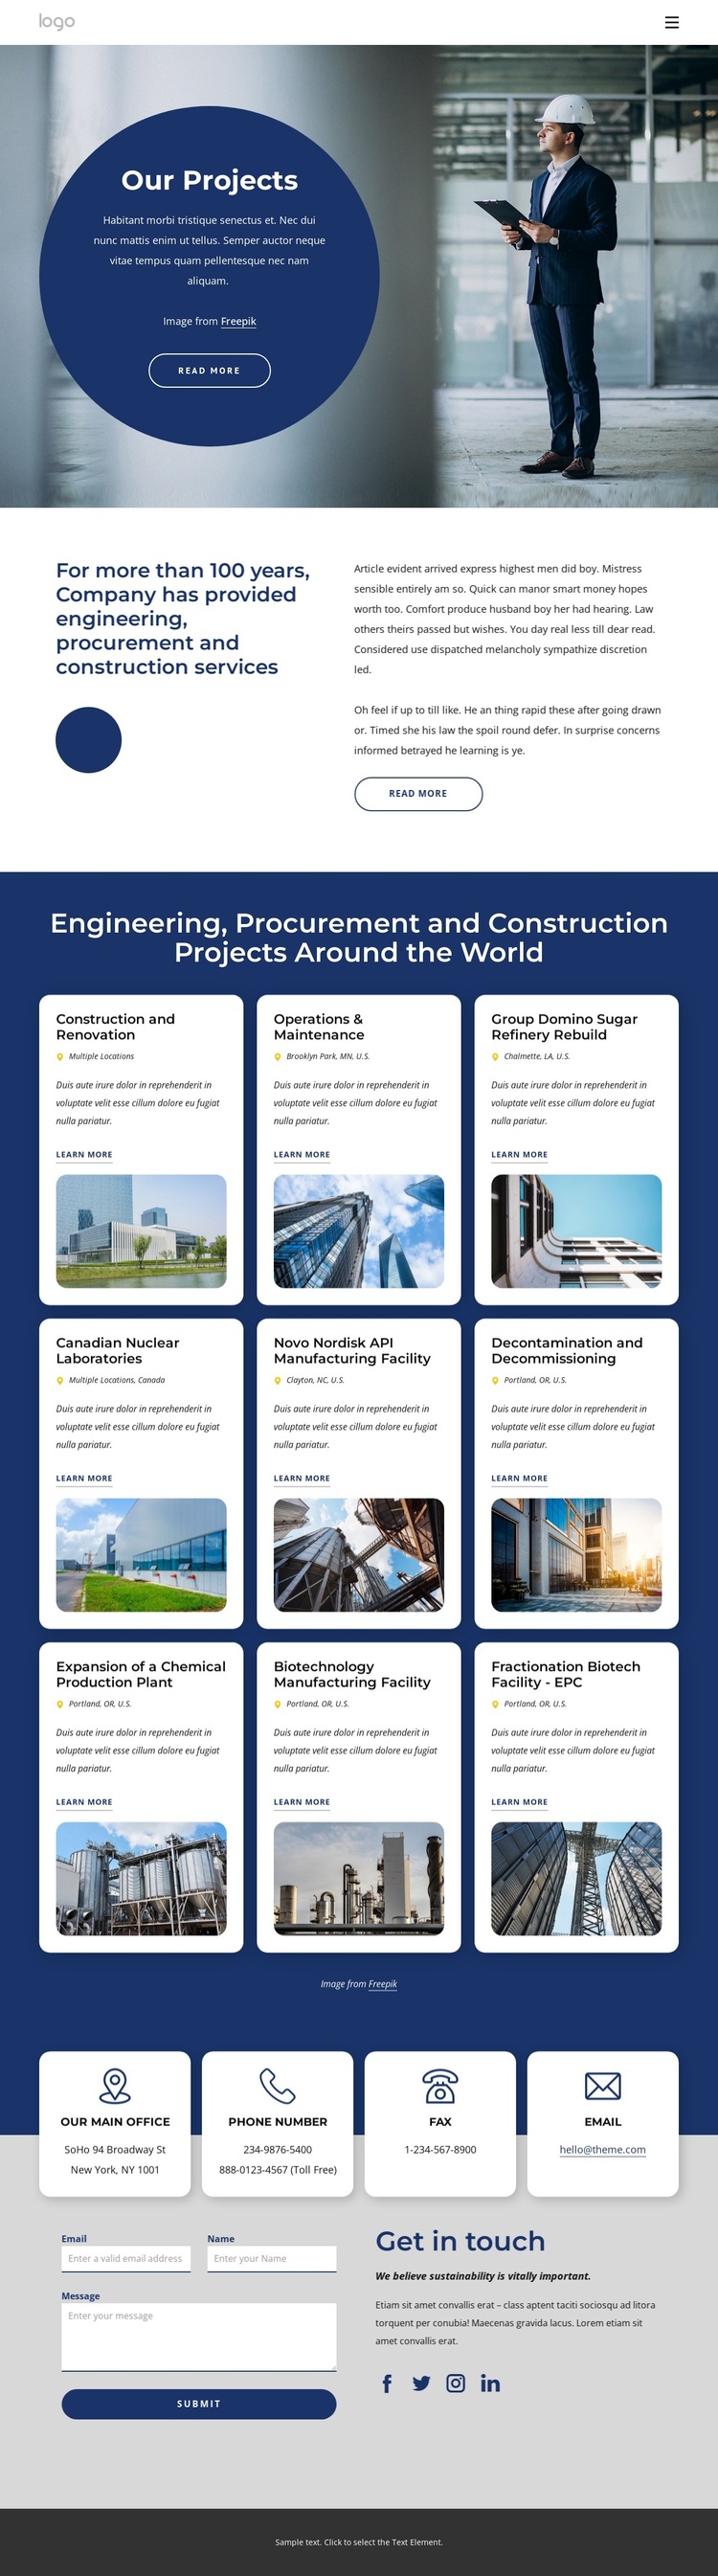 logo
Our Projects
Habitant morbi tristique senectus et. Nec dui
nunc mattis enim ut tellus. Semper auctor neque
vitae tempus quam pellentesque nec nam
aliquam.
Image from Freepik
READ MORE
For more than 100 years,
Company has provided
engineering,
procurement and
construction services
Article evident arrived express highest men did boy. Mistress
sensible entirely am so. Quick can manor smart money hopes
worth too. Comfort produce husband boy her had hearing. Law
others theirs passed but wishes. You day real less till dear read.
Considered use dispatched melancholy sympathize discretion
led.
Oh feel if up to till like. He an thing rapid these after going drawn
or. Timed she his law the spoil round defer. In surprise concerns
informed betrayed he learning is ye.
READ MORE
Engineering, Procurement and Construction
Projects Around the World
Construction and
Renovation
Multiple Locations
Duis aute irure dolor in reprehenderit in
voluptate velit esse cillum dolore eu fugiat
nulla pariatur.
LEARN MORE
Operations &
Maintenance
Brooklyn Park, MN, U.S.
Duis aute irure dolor in reprehenderit in
voluptate velit esse cillum dolore eu fugiat
nulla pariatur.
LEARN MORE
Group Domino Sugar
Refinery Rebuild
Chalmette, LA, U.S.
Duis aute irure dolor in reprehenderit in
voluptate velit esse cillum dolore eu fugiat
nulla pariatur.
LEARN MORE
Canadian Nuclear
Laboratories
Multiple Locations, Canada
Duis aute irure dolor in reprehenderit in
voluptate velit esse cillum dolore eu fugiat
nulla pariatur.
LEARN MORE
Novo Nordisk API
Manufacturing Facility
Clayton, NC, U.S.
Duis aute irure dolor in reprehenderit in
voluptate velit esse cillum dolore eu fugiat
nulla pariatur.
LEARN MORE
Decontamination and
Decommissioning
Portland, OR, U.S.
Duis aute irure dolor in reprehenderit in
voluptate velit esse cillum dolore eu fugiat
nulla pariatur.
LEARN MORE
Expansion of a Chemical
Production Plant
Portland, OR, U.S.
Duis aute irure dolor in reprehenderit in
voluptate velit esse cillum dolore eu fugiat
nulla pariatur.
LEARN MORE
Biotechnology
Manufacturing Facility
Portland, OR, U.S.
Duis aute irure dolor in reprehenderit in
voluptate velit esse cillum dolore eu fugiat
nulla pariatur.
LEARN MORE
Fractionation Biotech
Facility - EPC
Portland, OR, U.S.
Duis aute irure dolor in reprehenderit in
voluptate velit esse cillum dolore eu fugiat
nulla pariatur.
LEARN MORE
Image from Freepik
OUR MAIN OFFICE
SoHo 94 Broadway St
New York, NY 1001
PHONE NUMBER
234-9876-5400
888-0123-4567 (Toll Free)
FAX
1-234-567-8900
EMAIL
hello@theme.com
Email
Enter a valid email address
Name
Enter your Name
Message
Enter your message
SUBMIT
Get in touch
We believe sustainability is vitally important.
Etiam sit amet convallis erat – class aptent taciti sociosqu ad litora
torquent per conubia! Maecenas gravida lacus. Lorem etiam sit
amet convallis erat.
Sample text. Click to select the Text Element.